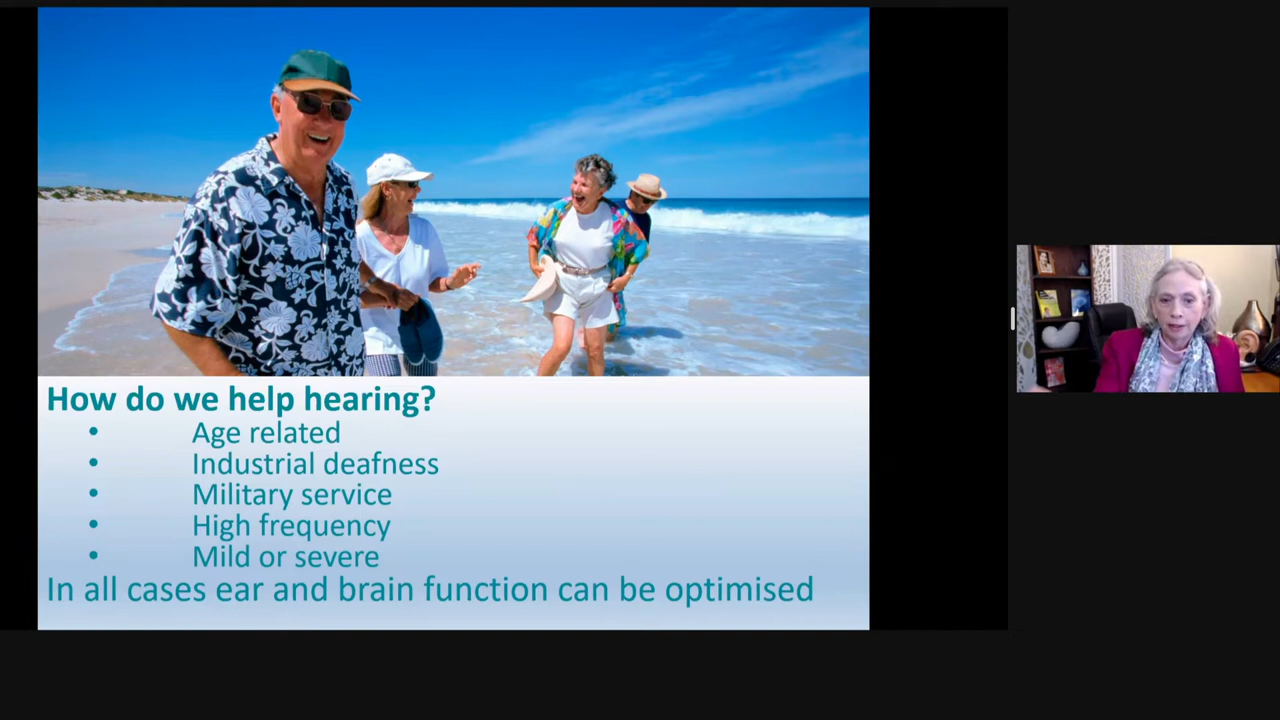 How do we help hearing?
• Age related
• Industrial deafness
• Military service
• High frequency
• Mild or severe
In all cases ear and brain function can be optimised